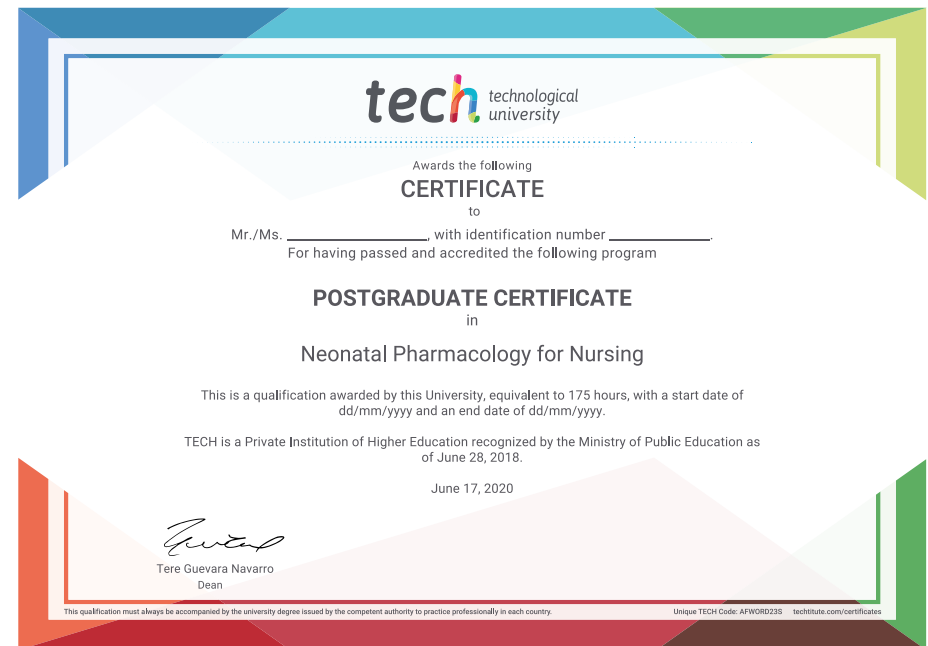 tech technological
university
Awards the following
CERTIFICATE
to
Mr./Ms. ____________________, with identification number ______________.
For having passed and accredited the following program
POSTGRADUATE CERTIFICATE
in
Neonatal Pharmacology for Nursing
This is a qualification awarded by this University, equivalent to 175 hours, with a start date of
dd/mm/yyyy and an end date of dd/mm/yyyy.
TECH is a Private Institution of Higher Education recognized by the Ministry of Public Education as
of June 28, 2018.
June 17, 2020
Tere Guevara Navarro
Dean
This qualification must always be accompanied by the university degree issued by the competent authority to practice professionally in each country.
Unique TECH Code: AFWORD23S techtitute.com/certificates